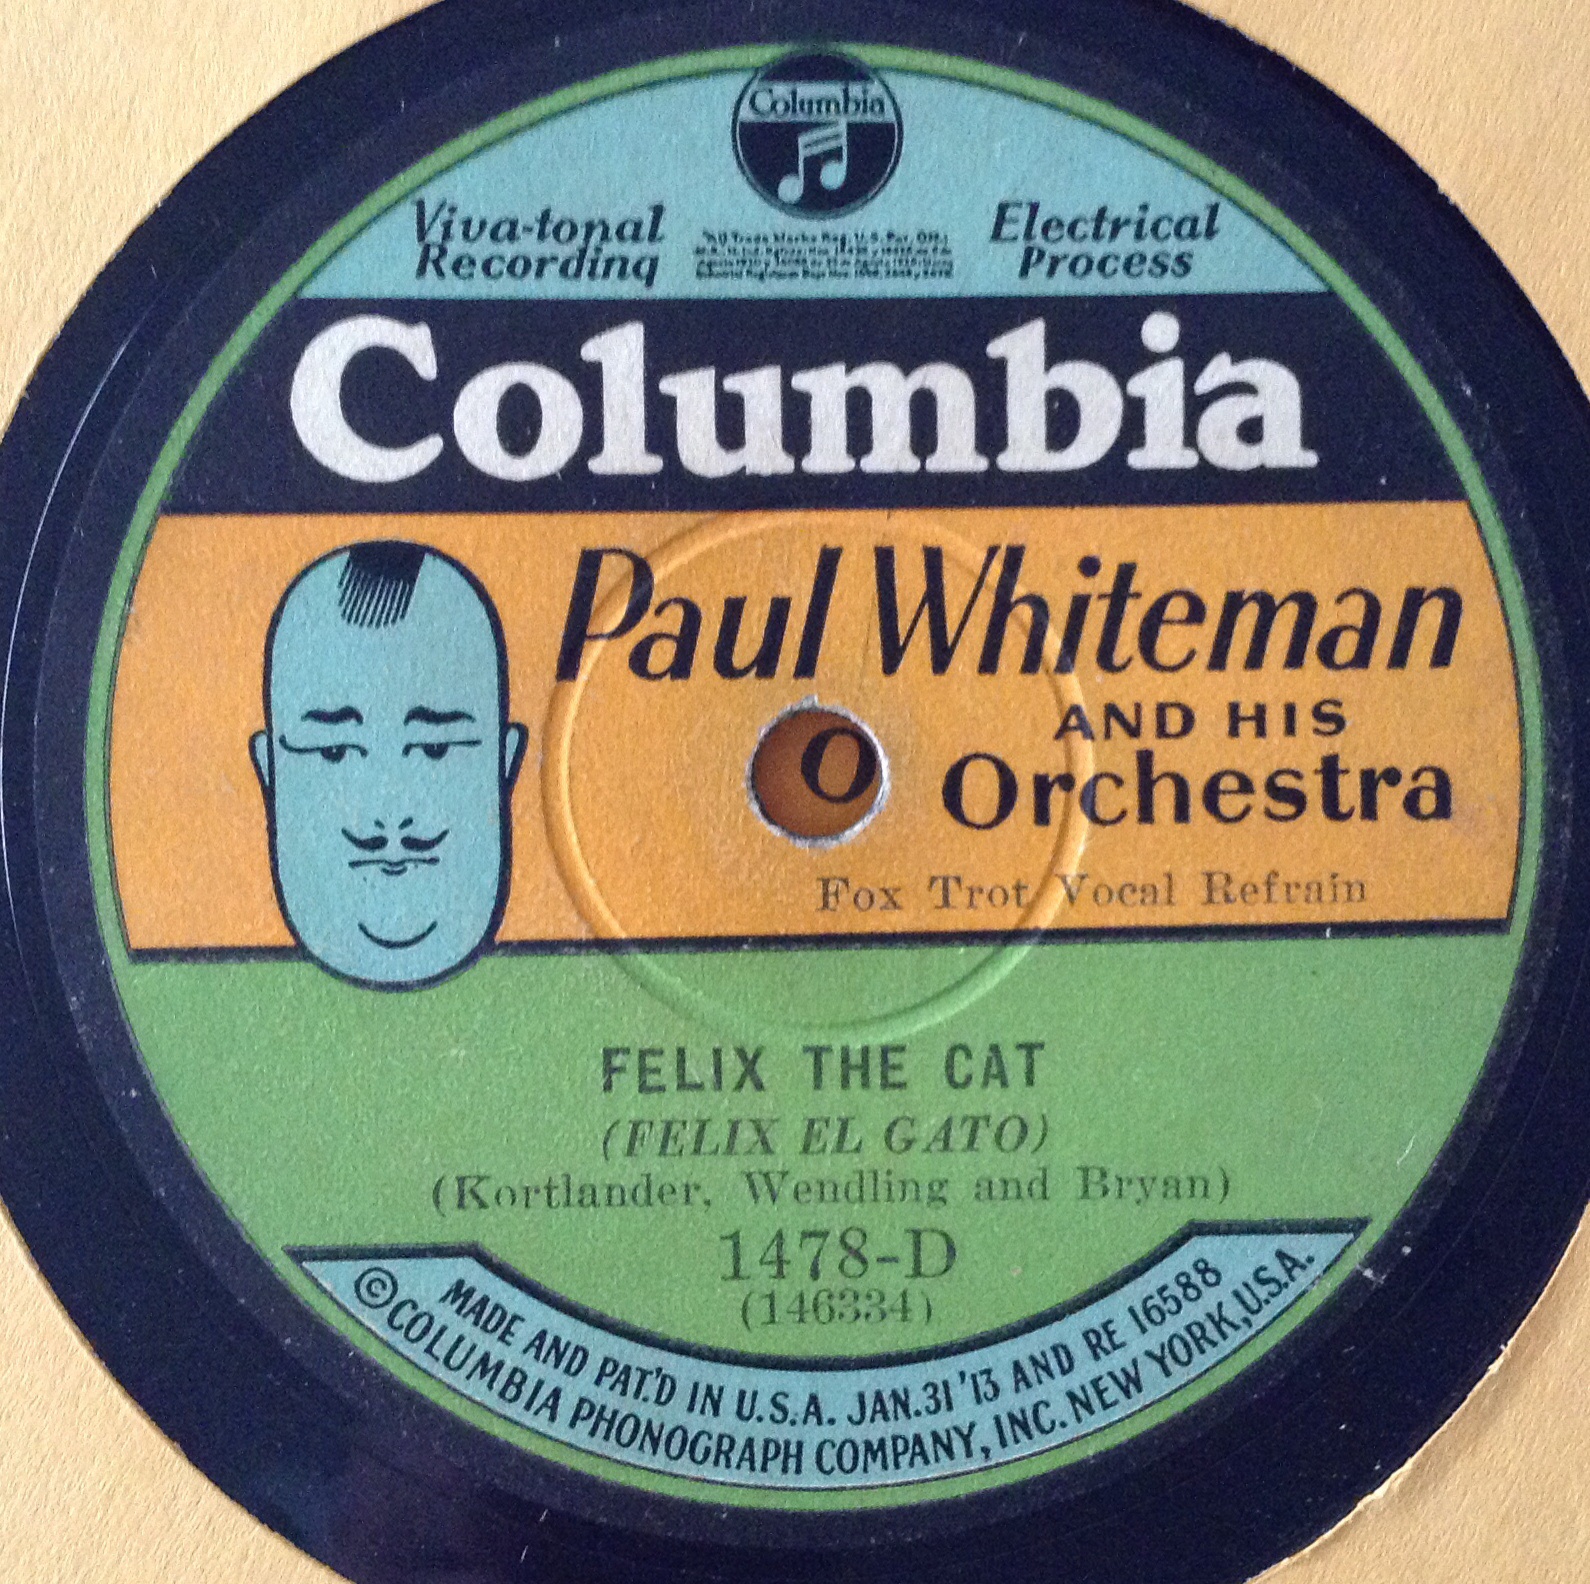 Columbia
Viva-tonal
Recording
Electrical
Process
Columbia
Paul Whiteman
AND HIS
Orchestra
Fox Trot Vocal Refrain
FELIX THE CAT
(FELIX EL GATO)
(Kortlander, Wendling and Bryan)
1478-D
(146334)
MADE AND PAT'D IN U.S.A. JAN.31 '13 AND RE 16588
©COLUMBIA PHONOGRAPH COMPANY, INC. NEW YORK, U.S.A.